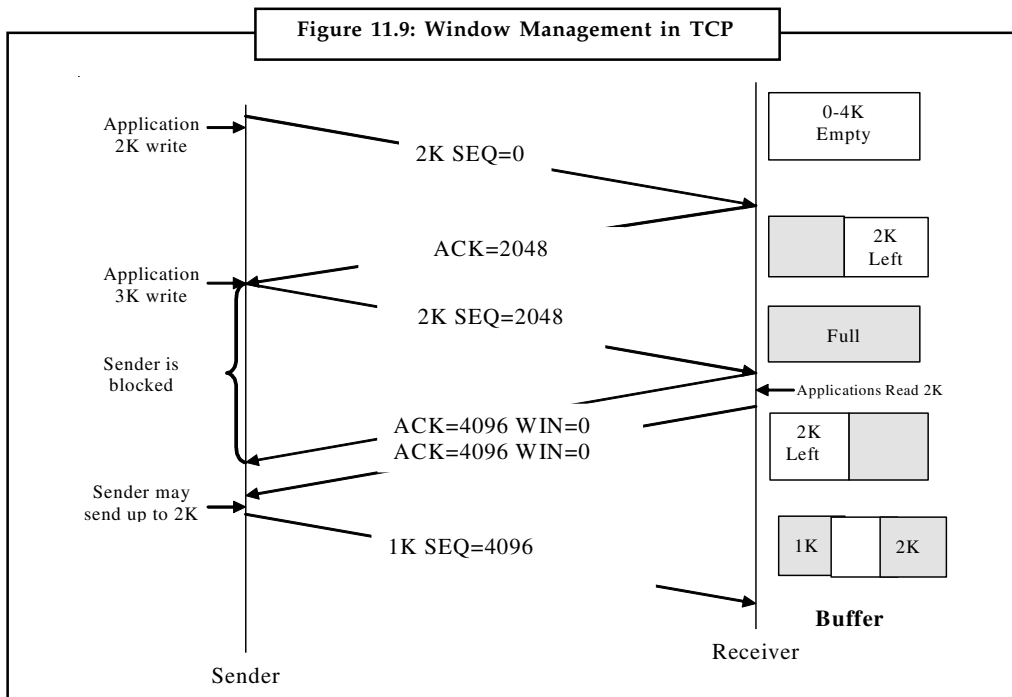 Figure 11.9: Window Management in TCP
Application
2K write
2K SEQ=0
0-4K
Empty
ACK=2048
2K
Left
Application
3K write
2K SEQ=2048
Full
Sender is
blocked
Applications Read 2K
ACK=4096 WIN=0
ACK=4096 WIN=0
2K
Left
Sender may
send up to 2K
1K SEQ=4096
1K
2K
Buffer
Receiver
Sender